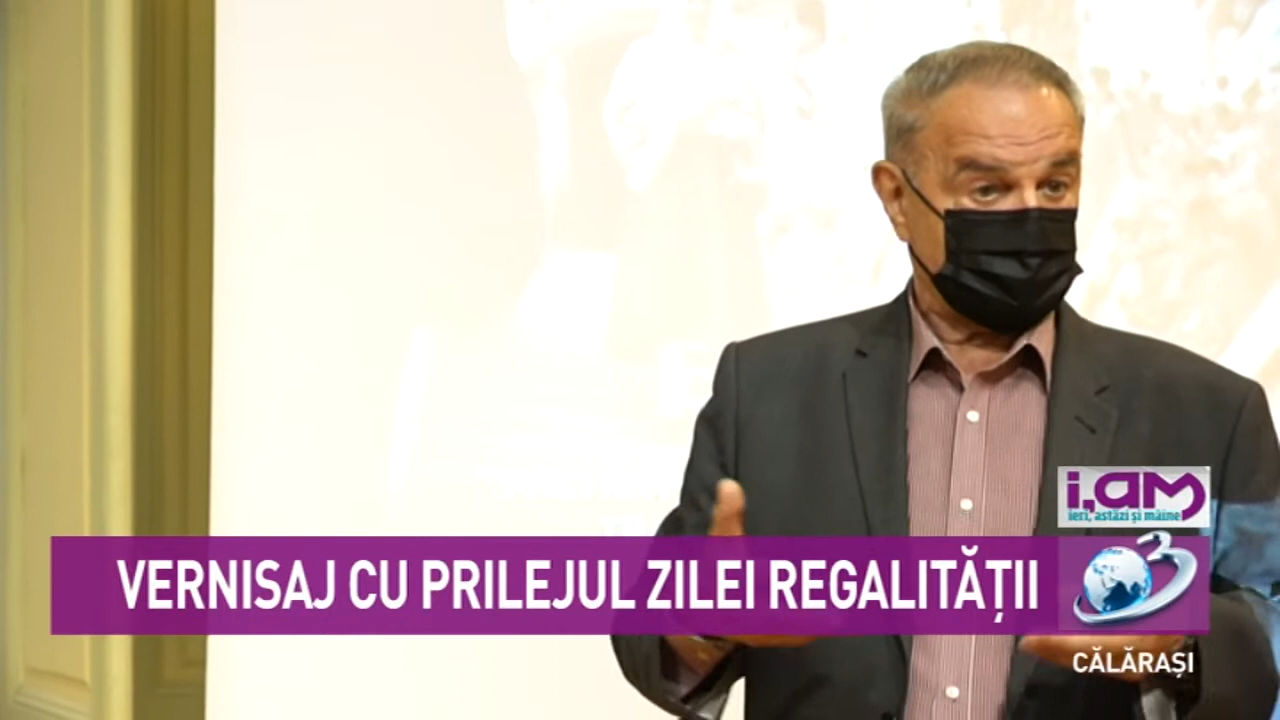 i,am
ieri, astăzi și mâine
VERNISAJ CU PRILEJUL ZILEI REGALITĂȚII
3
CĂLĂRAȘI